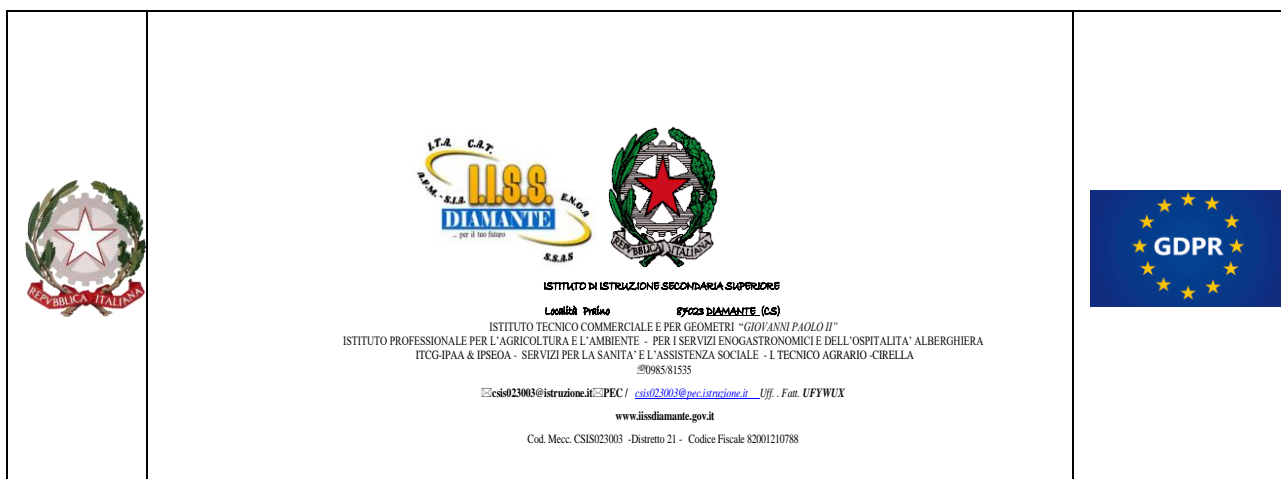 REPVBBLICA ITALIANA
I.T.A. C.A.T.
A.F.M. - S.I.A. I.I.S.S. E.N.O.A
DIAMANTE
... per il tuo futuro
S.S.A.S
REPVBBLICA ITALIANA
ISTITUTO DI ISTRUZIONE SECONDARIA SUPERIORE
Località Praino 87023 DIAMANTE (CS)
ISTITUTO TECNICO COMMERCIALE E PER GEOMETRI “GIOVANNI PAOLO II”
ISTITUTO PROFESSIONALE PER L’AGRICOLTURA E L’AMBIENTE - PER I SERVIZI ENOGASTRONOMICI E DELL’OSPITALITA’ ALBERGHIERA
ITCG-IPAA & IPSEOA - SERVIZI PER LA SANITA’ E L’ASSISTENZA SOCIALE - I. TECNICO AGRARIO -CIRELLA
☏0985/81535
✉csis023003@istruzione.it✉PEC / csis023003@pec.istruzione.it Uff. . Fatt. UFYWUX
www.iissdiamante.gov.it
Cod. Mecc. CSIS023003 -Distretto 21 - Codice Fiscale 82001210788
GDPR